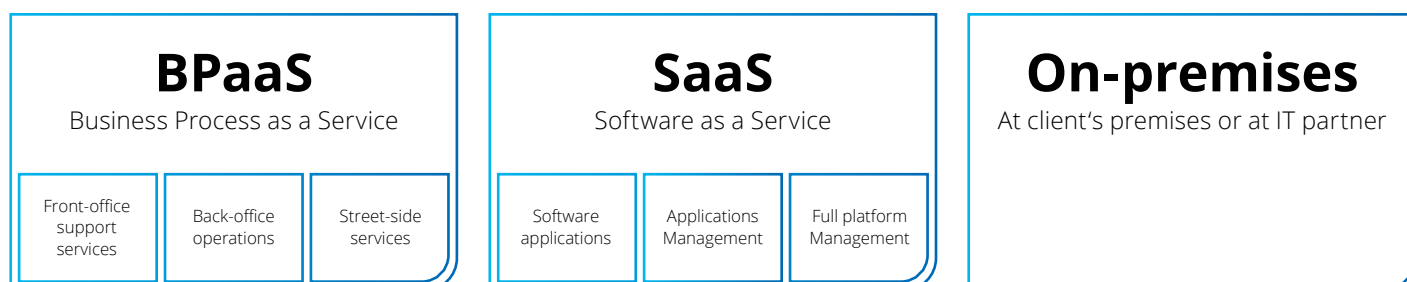 BPaaS
Business Process as a Service
Front-office
support
services
Back-office
operations
Street-side
services
SaaS
Software as a Service
Software
applications
Applications
Management
Full platform
Management
On-premises
At client‘s premises or at IT partner